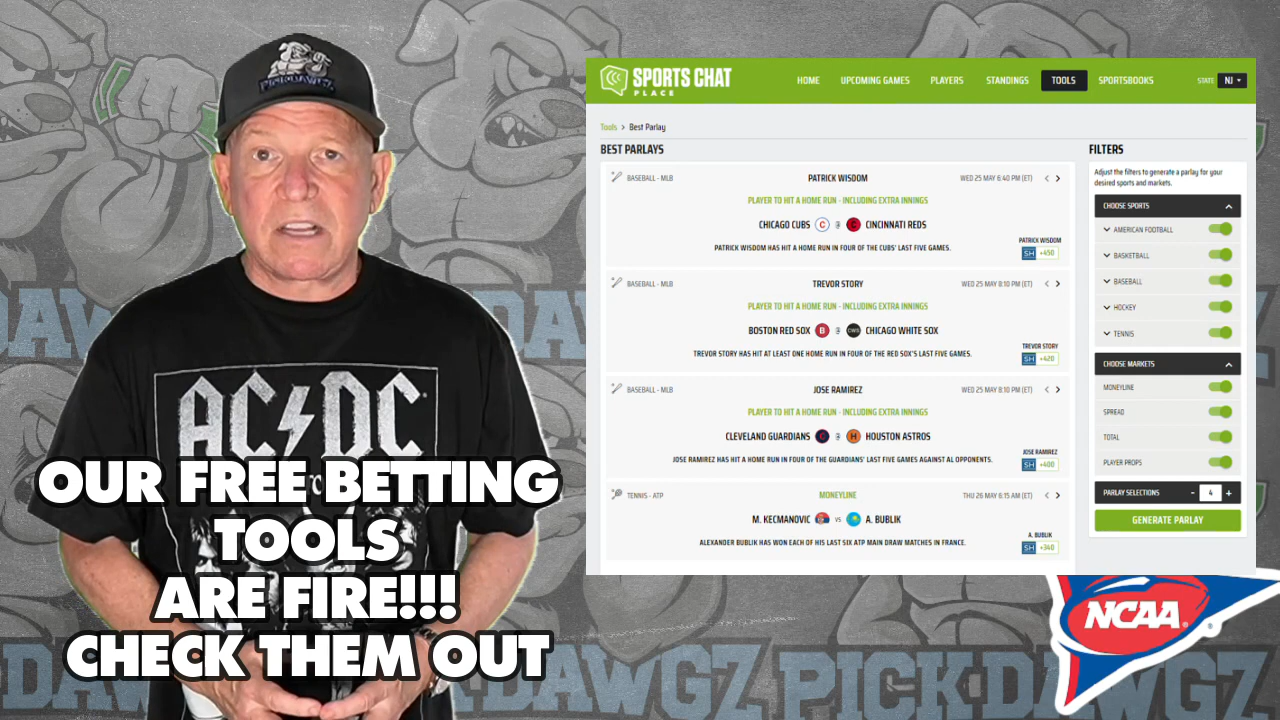 PICKDAWGZ
AC DC
OUR FREE BETTING
TOOLS
ARE FIRE!!!
CHECK THEM OUT
SPORTS CHAT
PLACE
HOME UPCOMING GAMES PLAYERS STANDINGS TOOLS SPORTSBOOKS STATE NJ
Tools > Best Parlay
BEST PARLAYS
BASEBALL - MLB PATRICK WISDOM WED 25 MAY 6:40 PM (ET)
PLAYER TO HIT A HOME RUN - INCLUDING EXTRA INNINGS
CHICAGO CUBS C @ C CINCINNATI REDS
PATRICK WISDOM HAS HIT A HOME RUN IN FOUR OF THE CUBS' LAST FIVE GAMES.
PATRICK WISDOM
SH +450
BASEBALL - MLB TREVOR STORY WED 25 MAY 8:10 PM (ET)
PLAYER TO HIT A HOME RUN - INCLUDING EXTRA INNINGS
BOSTON RED SOX B @ CWS CHICAGO WHITE SOX
TREVOR STORY HAS HIT AT LEAST ONE HOME RUN IN FOUR OF THE RED SOX'S LAST FIVE GAMES.
TREVOR STORY
SH +420
BASEBALL - MLB JOSE RAMIREZ WED 25 MAY 8:10 PM (ET)
PLAYER TO HIT A HOME RUN - INCLUDING EXTRA INNINGS
CLEVELAND GUARDIANS C @ H HOUSTON ASTROS
JOSE RAMIREZ HAS HIT A HOME RUN IN FOUR OF THE GUARDIANS' LAST FIVE GAMES AGAINST AL OPPONENTS.
JOSE RAMIREZ
SH +400
TENNIS - ATP MONEYLINE THU 26 MAY 6:15 AM (ET)
M. KECMANOVIC VS A. BUBLIK
ALEXANDER BUBLIK HAS WON EACH OF HIS LAST SIX ATP MAIN DRAW MATCHES IN FRANCE.
A. BUBLIK
SH +340
FILTERS
Adjust the filters to generate a parlay for your
desired sports and markets.
CHOOSE SPORTS
AMERICAN FOOTBALL
BASKETBALL
BASEBALL
HOCKEY
TENNIS
CHOOSE MARKETS
MONEYLINE
SPREAD
TOTAL
PLAYER PROPS
PARLAY SELECTIONS - 4 +
GENERATE PARLAY
NCAA
DAWGZ PICKDAWGZ